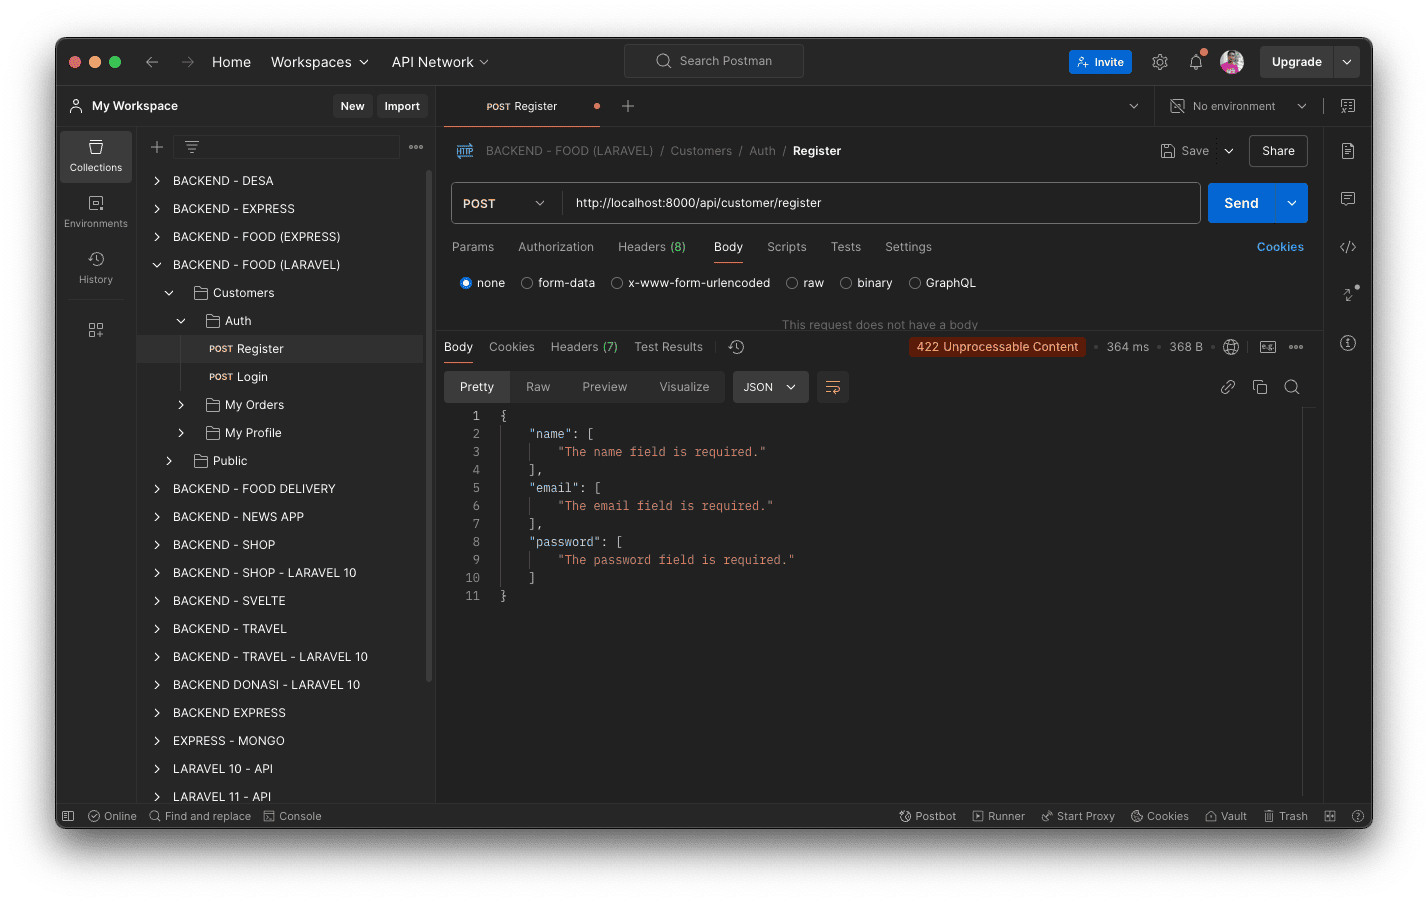 Home Workspaces API Network Search Postman Invite Upgrade
My Workspace New Import POST Register No environment
Collections
Environments
History
BACKEND - DESA
BACKEND - EXPRESS
BACKEND - FOOD (EXPRESS)
BACKEND - FOOD (LARAVEL)
Customers
Auth
POST Register
POST Login
My Orders
My Profile
Public
BACKEND - FOOD DELIVERY
BACKEND - NEWS APP
BACKEND - SHOP
BACKEND - SHOP - LARAVEL 10
BACKEND - SVELTE
BACKEND - TRAVEL
BACKEND - TRAVEL - LARAVEL 10
BACKEND DONASI - LARAVEL 10
BACKEND EXPRESS
EXPRESS - MONGO
LARAVEL 10 - API
LARAVEL 11 - API
HTTP BACKEND - FOOD (LARAVEL) / Customers / Auth / Register Save Share
POST http://localhost:8000/api/customer/register Send
Params Authorization Headers (8) Body Scripts Tests Settings Cookies
none form-data x-www-form-urlencoded raw binary GraphQL
This request does not have a body
Body Cookies Headers (7) Test Results 422 Unprocessable Content 364 ms 368 B e.g.
Pretty Raw Preview Visualize JSON
1 {
2 "name": [
3 "The name field is required."
4 ],
5 "email": [
6 "The email field is required."
7 ],
8 "password": [
9 "The password field is required."
10 ]
11 }
Online Find and replace Console Postbot Runner Start Proxy Cookies Vault Trash